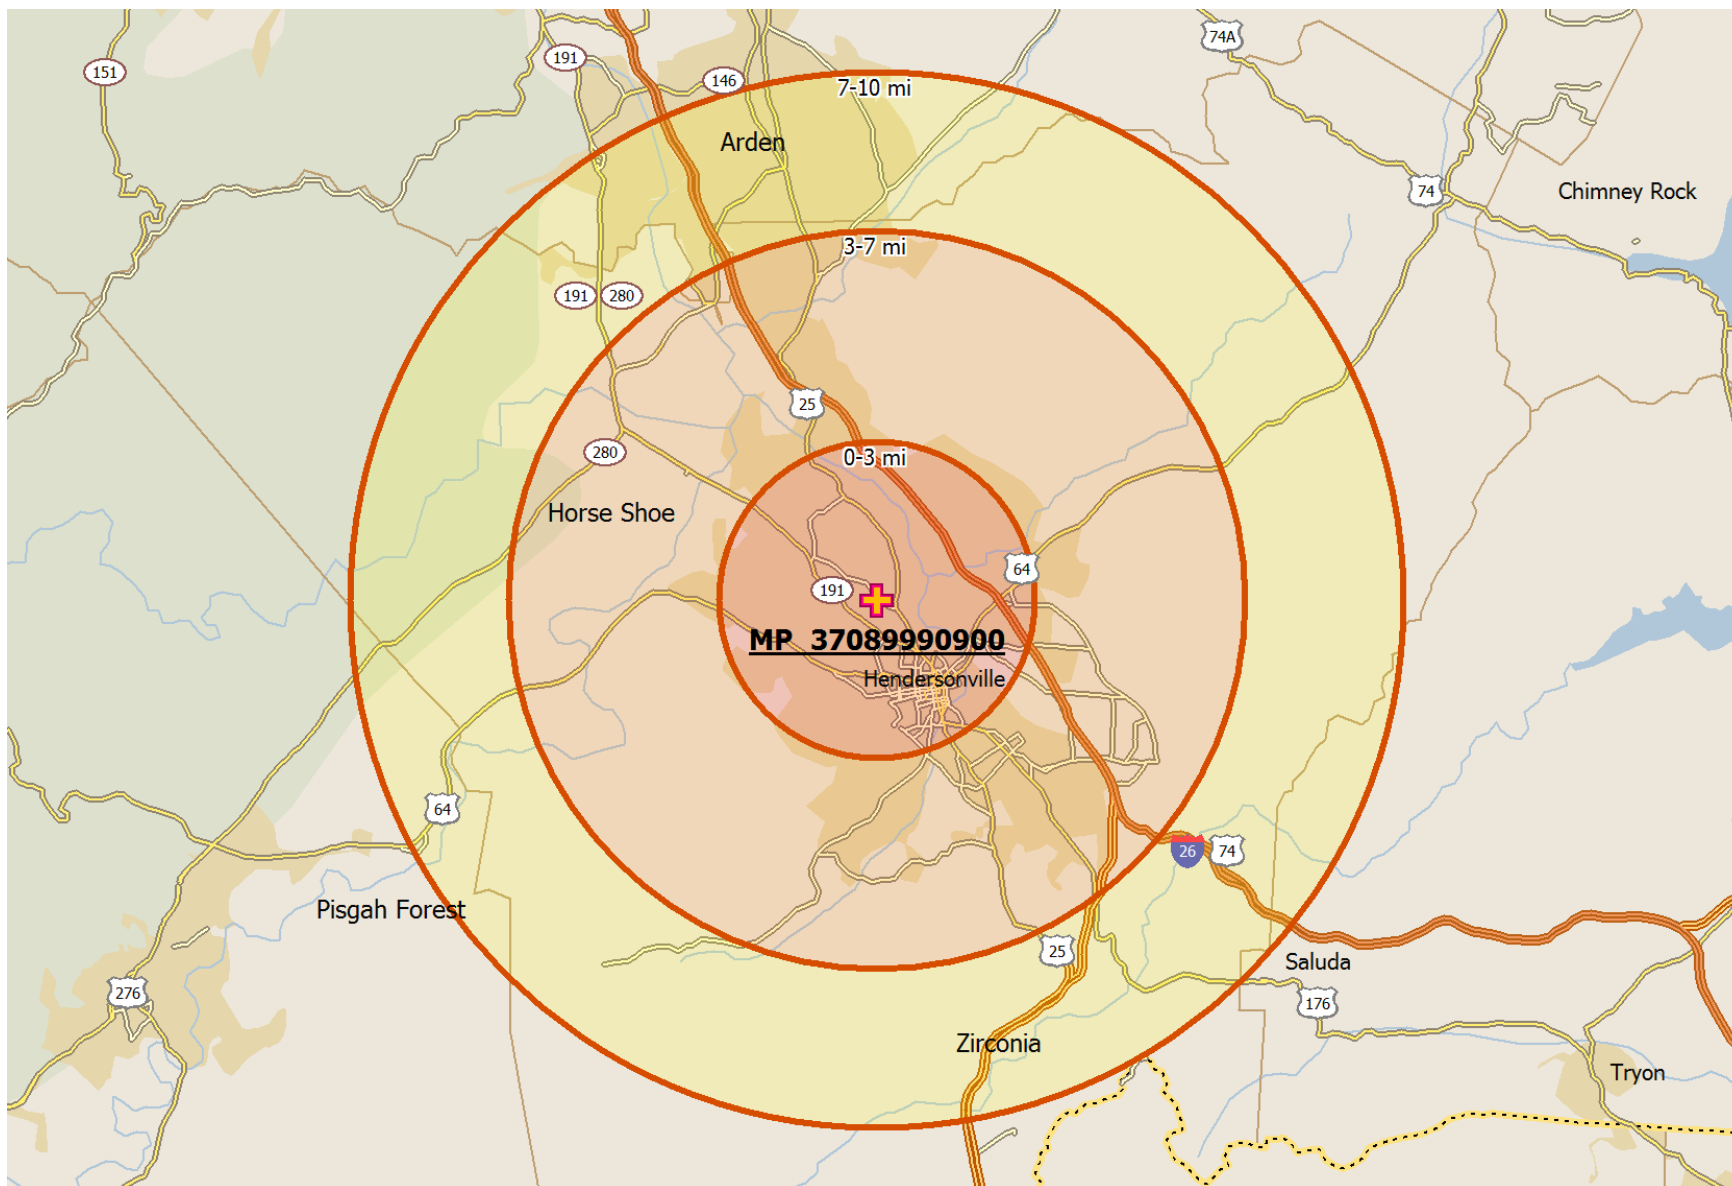 74A
191
151
146
7-10 mi
Arden
74
Chimney Rock
3-7 mi
191
280
25
280
0-3 mi
Horse Shoe
64
191
MP 37089990900
Hendersonville
64
26
74
Pisgah Forest
25
Saluda
276
176
Zirconia
Tryon